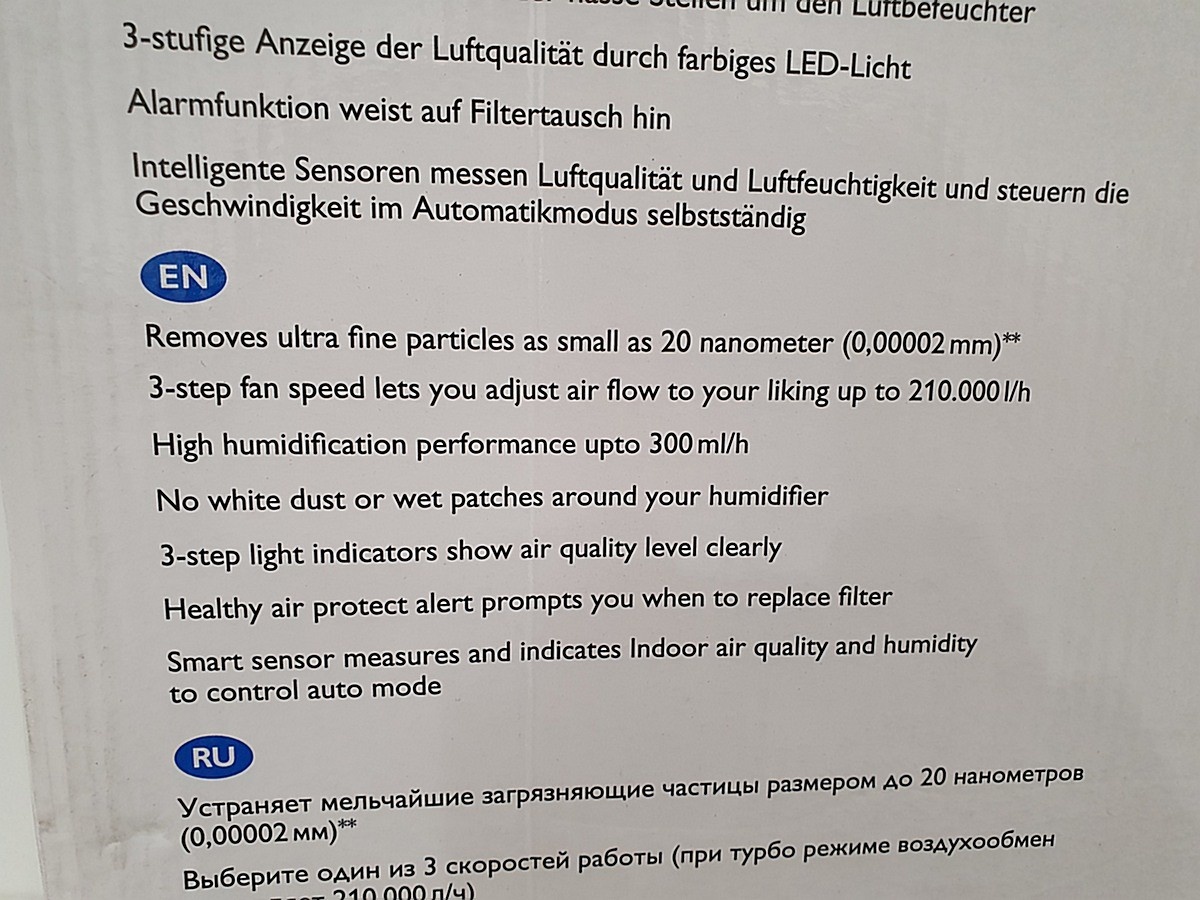 um den Luftbefeuchter
3-stufige Anzeige der Luftqualität durch farbiges LED-Licht
Alarmfunktion weist auf Filtertausch hin
Intelligente Sensoren messen Luftqualität und Luftfeuchtigkeit und steuern die
Geschwindigkeit im Automatikmodus selbstständig
EN
Removes ultra fine particles as small as 20 nanometer (0,00002 mm)**
3-step fan speed lets you adjust air flow to your liking up to 210.000 l/h
High humidification performance upto 300 ml/h
No white dust or wet patches around your humidifier
3-step light indicators show air quality level clearly
Healthy air protect alert prompts you when to replace filter
Smart sensor measures and indicates Indoor air quality and humidity
to control auto mode
RU
Устраняет мельчайшие загрязняющие частицы размером до 20 нанометров
(0,00002 мм)**
Выберите один из 3 скоростей работы (при турбо режиме воздухообмен
210.000 л/ч)